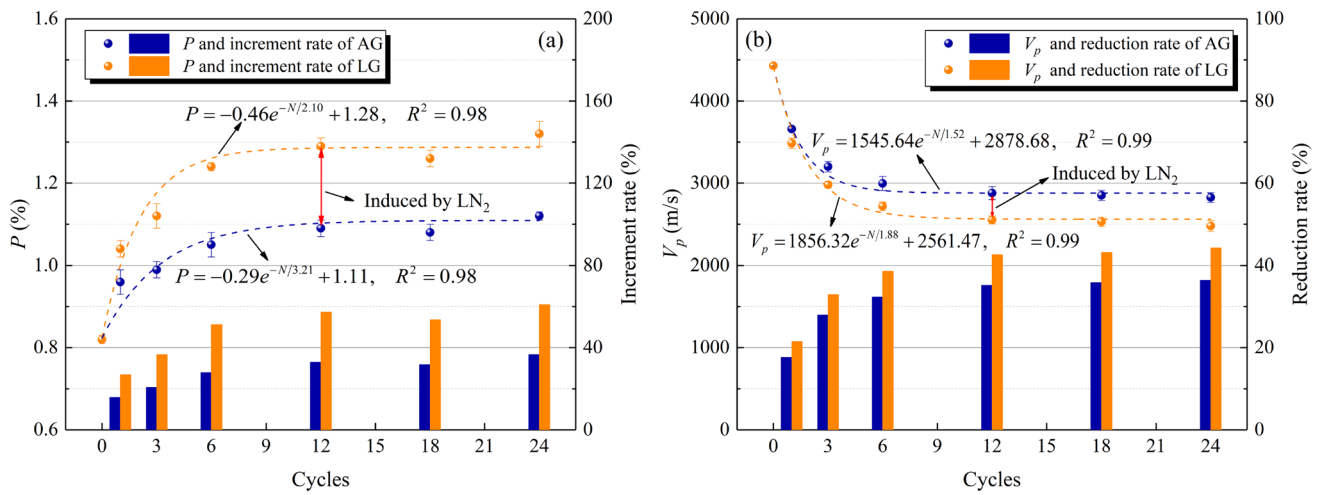 (a)
P and increment rate of AG
P and increment rate of LG
P = −0.46e^{−N/2.10} + 1.28, R² = 0.98
Induced by LN₂
P = −0.29e^{−N/3.21} + 1.11, R² = 0.98
P (%)
1.6
1.4
1.2
1.0
0.8
0.6
Increment rate (%)
200
160
120
80
40
0
0 3 6 9 12 15 18 21 24
Cycles
(b)
V_p and reduction rate of AG
V_p and reduction rate of LG
V_p = 1545.64e^{−N/1.52} + 2878.68, R² = 0.99
Induced by LN₂
V_p = 1856.32e^{−N/1.88} + 2561.47, R² = 0.99
V_p (m/s)
5000
4000
3000
2000
1000
0
Reduction rate (%)
100
80
60
40
20
0
0 3 6 9 12 15 18 21 24
Cycles